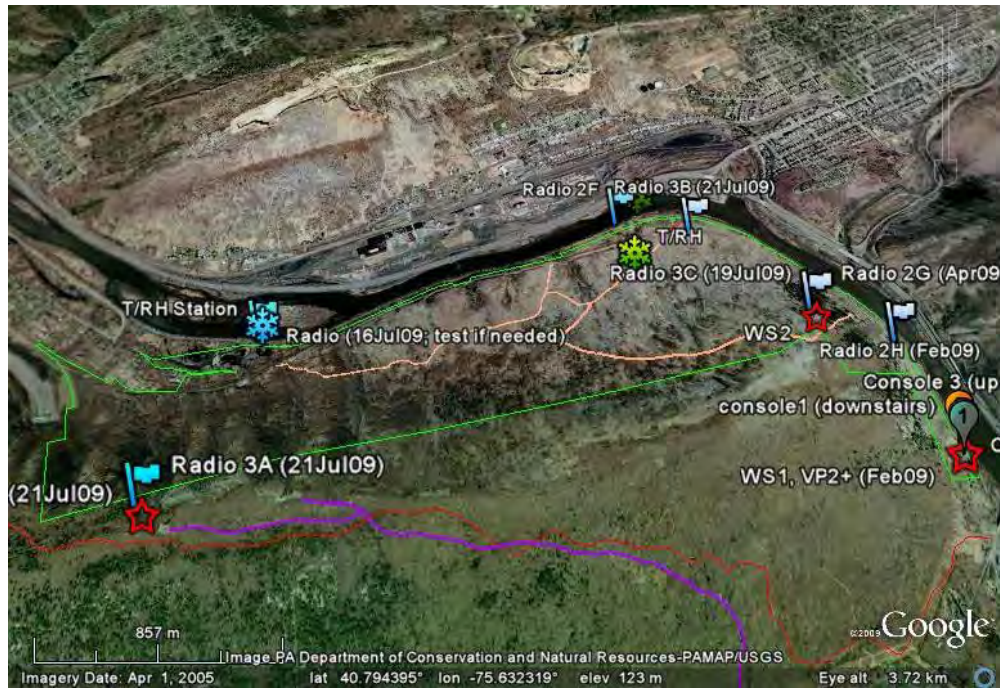 Radio 2F
Radio 3B (21Jul09)
T/RH
Radio 3C (19Jul09)
Radio 2G (Apr09
T/RH Station
Radio (16Jul09; test if needed)
WS2
Radio 2H (Feb09)
Console 3 (up
console1 (downstairs)
1
C
Radio 3A (21Jul09)
(21Jul09)
WS1, VP2+ (Feb09)
857 m
©2009 Google
Image PA Department of Conservation and Natural Resources-PAMAP/USGS
Imagery Date: Apr 1, 2005
lat 40.794395° lon -75.632319° elev 123 m
Eye alt 3.72 km